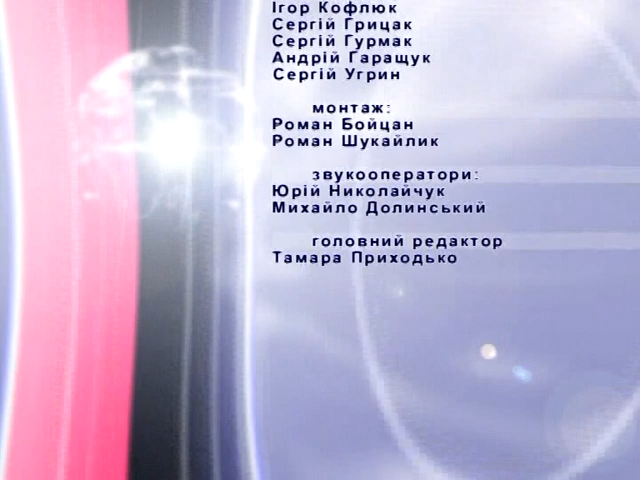 Ігор Кофлюк
Сергій Грицак
Сергій Гурмак
Андрій Гаращук
Сергій Угрин
монтаж:
Роман Бойцан
Роман Шукайлик
звукооператори:
Юрій Николайчук
Михайло Долинський
головний редактор
Тамара Приходько